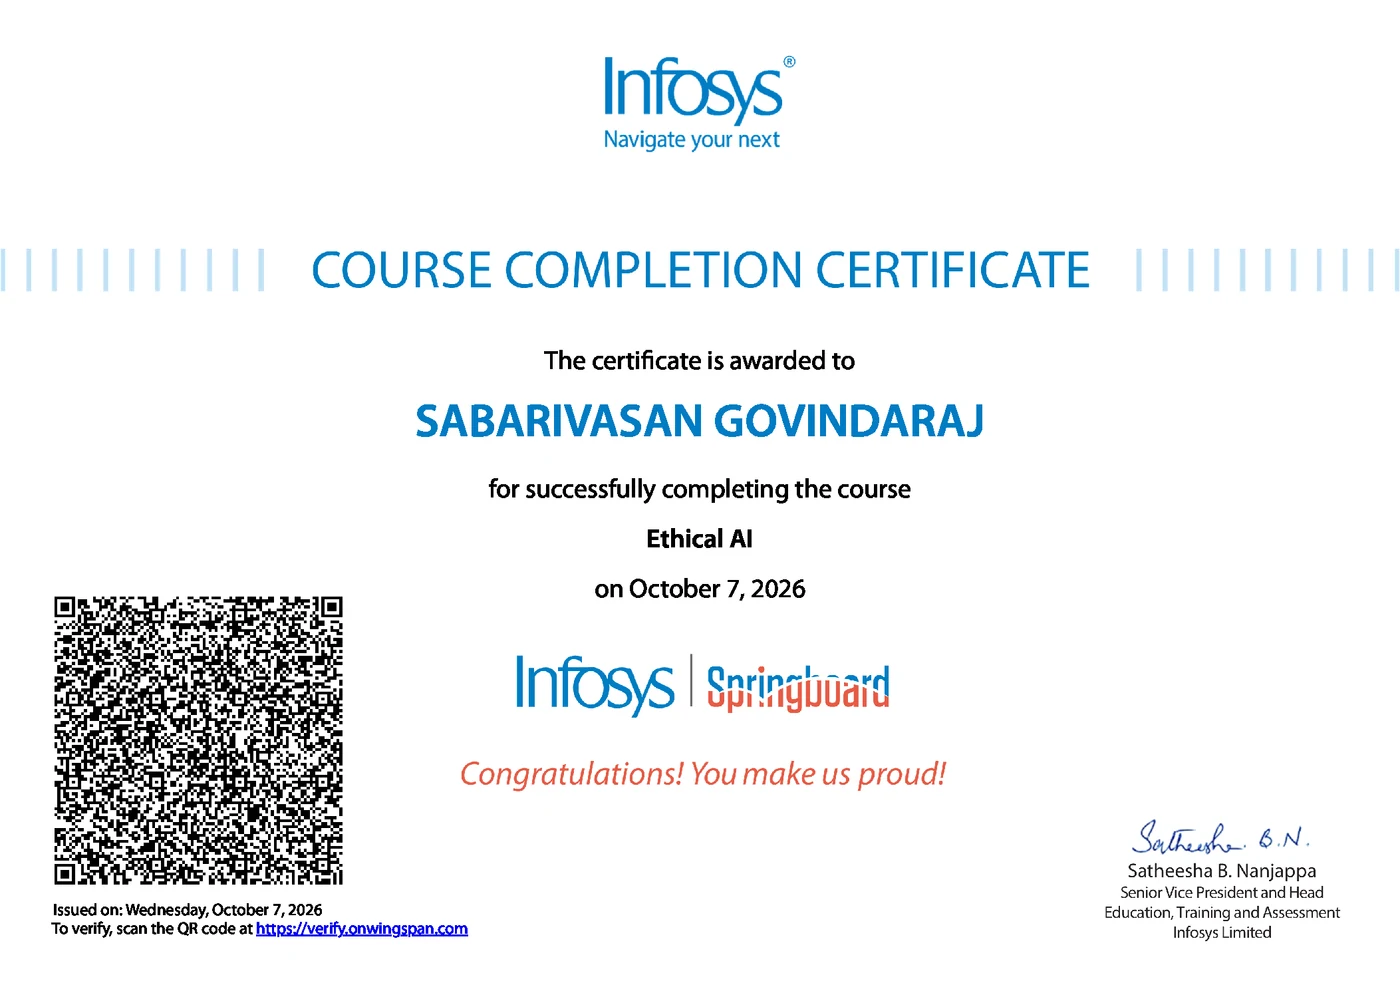 Infosys®
Navigate your next
COURSE COMPLETION CERTIFICATE
The certificate is awarded to
SABARIVASAN GOVINDARAJ
for successfully completing the course
Ethical AI
on October 7, 2026
Infosys | Springboard
Congratulations! You make us proud!
Issued on: Wednesday, October 7, 2026
To verify, scan the QR code at https://verify.onwingspan.com
Satheesha B.N.
Satheesha B. Nanjappa
Senior Vice President and Head
Education, Training and Assessment
Infosys Limited